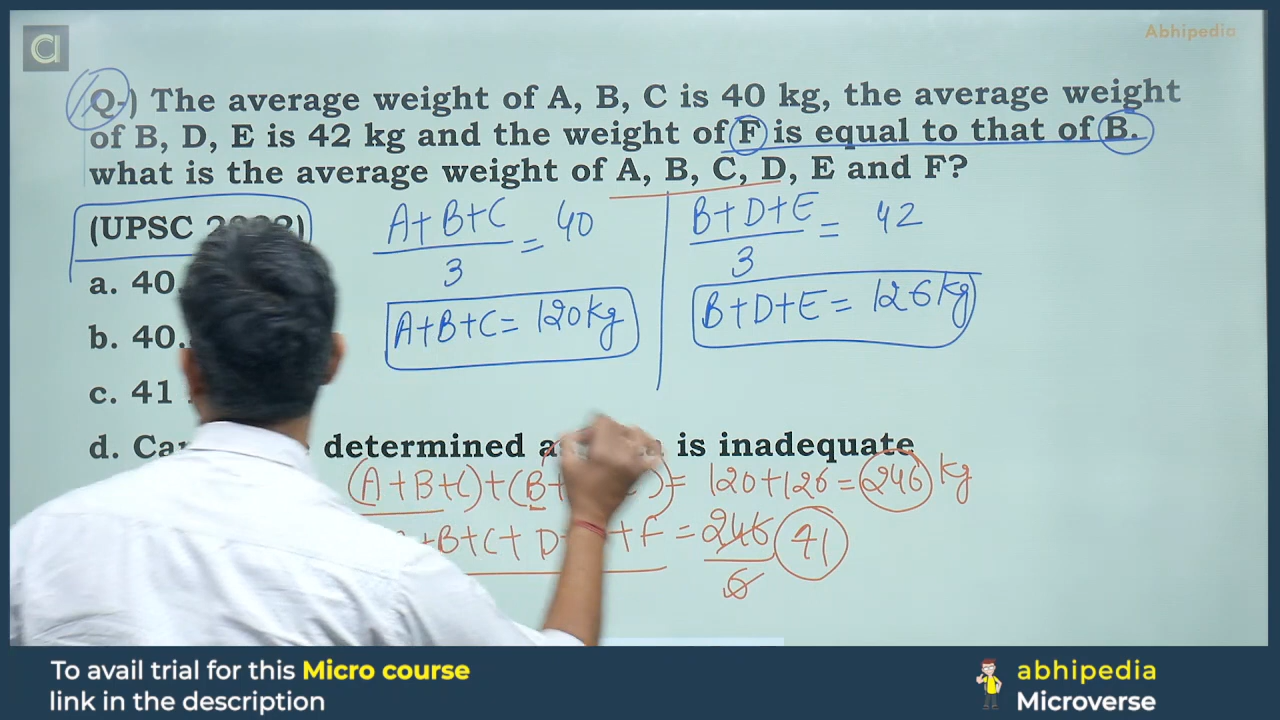 Abhipedia
Q-) The average weight of A, B, C is 40 kg, the average weight
of B, D, E is 42 kg and the weight of F is equal to that of B.
what is the average weight of A, B, C, D, E and F?
(UPSC
A+B+C
3
= 40
B+D+E
3
= 42
a. 40.
A+B+C= 120kg
B+D+E= 126kg
b. 40.
c. 41
d. determined is inadequate
(A+B+C)+(B+ )= 120+126=246 kg
+B+C+D +F = 246
6
41
To avail trial for this Micro course
link in the description
abhipedia
Microverse